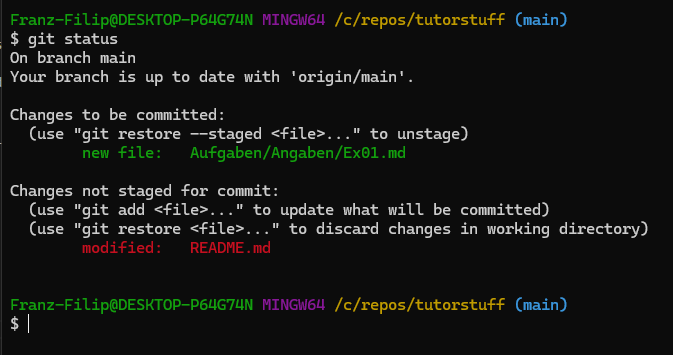 Franz-Filip@DESKTOP-P64G74N MINGW64 /c/repos/tutorstuff (main)
$ git status
On branch main
Your branch is up to date with 'origin/main'.

Changes to be committed:
  (use "git restore --staged <file>..." to unstage)
        new file:   Aufgaben/Angaben/Ex01.md

Changes not staged for commit:
  (use "git add <file>..." to update what will be committed)
  (use "git restore <file>..." to discard changes in working directory)
        modified:   README.md

Franz-Filip@DESKTOP-P64G74N MINGW64 /c/repos/tutorstuff (main)
$